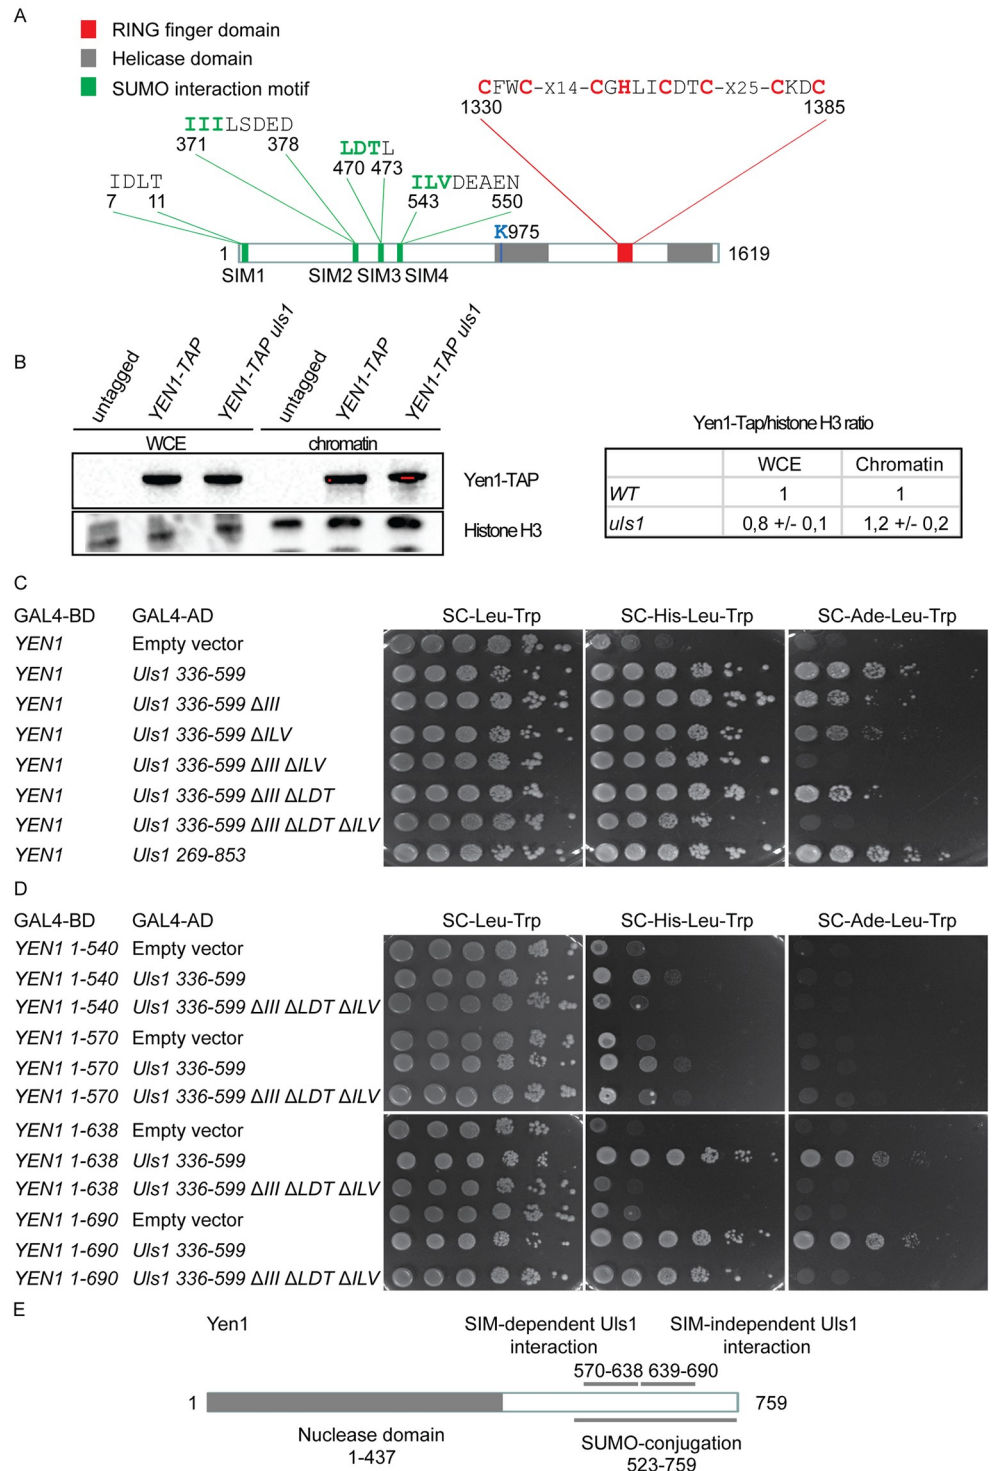 A
RING finger domain
Helicase domain
SUMO interaction motif
CFWC-X14-CGHLICDTC-X25-CKDC
1330 1385
IIILSDED
371 378
LDTL
470 473
IDLT
7 11
ILVDEAEN
543 550
K975
1 1619
SIM1 SIM2 SIM3 SIM4
B
untagged YEN1-TAP YEN1-TAP uls1 untagged YEN1-TAP YEN1-TAP uls1
WCE chromatin
Yen1-TAP
Histone H3
Yen1-Tap/histone H3 ratio
WCE Chromatin
WT 1 1
uls1 0,8 +/- 0,1 1,2 +/- 0,2
C
GAL4-BD GAL4-AD SC-Leu-Trp SC-His-Leu-Trp SC-Ade-Leu-Trp
YEN1 Empty vector
YEN1 Uls1 336-599
YEN1 Uls1 336-599 ΔIII
YEN1 Uls1 336-599 ΔILV
YEN1 Uls1 336-599 ΔIII ΔILV
YEN1 Uls1 336-599 ΔIII ΔLDT
YEN1 Uls1 336-599 ΔIII ΔLDT ΔILV
YEN1 Uls1 269-853
D
GAL4-BD GAL4-AD SC-Leu-Trp SC-His-Leu-Trp SC-Ade-Leu-Trp
YEN1 1-540 Empty vector
YEN1 1-540 Uls1 336-599
YEN1 1-540 Uls1 336-599 ΔIII ΔLDT ΔILV
YEN1 1-570 Empty vector
YEN1 1-570 Uls1 336-599
YEN1 1-570 Uls1 336-599 ΔIII ΔLDT ΔILV
YEN1 1-638 Empty vector
YEN1 1-638 Uls1 336-599
YEN1 1-638 Uls1 336-599 ΔIII ΔLDT ΔILV
YEN1 1-690 Empty vector
YEN1 1-690 Uls1 336-599
YEN1 1-690 Uls1 336-599 ΔIII ΔLDT ΔILV
E
Yen1
SIM-dependent Uls1
interaction
SIM-independent Uls1
interaction
570-638 639-690
1 759
Nuclease domain
1-437
SUMO-conjugation
523-759